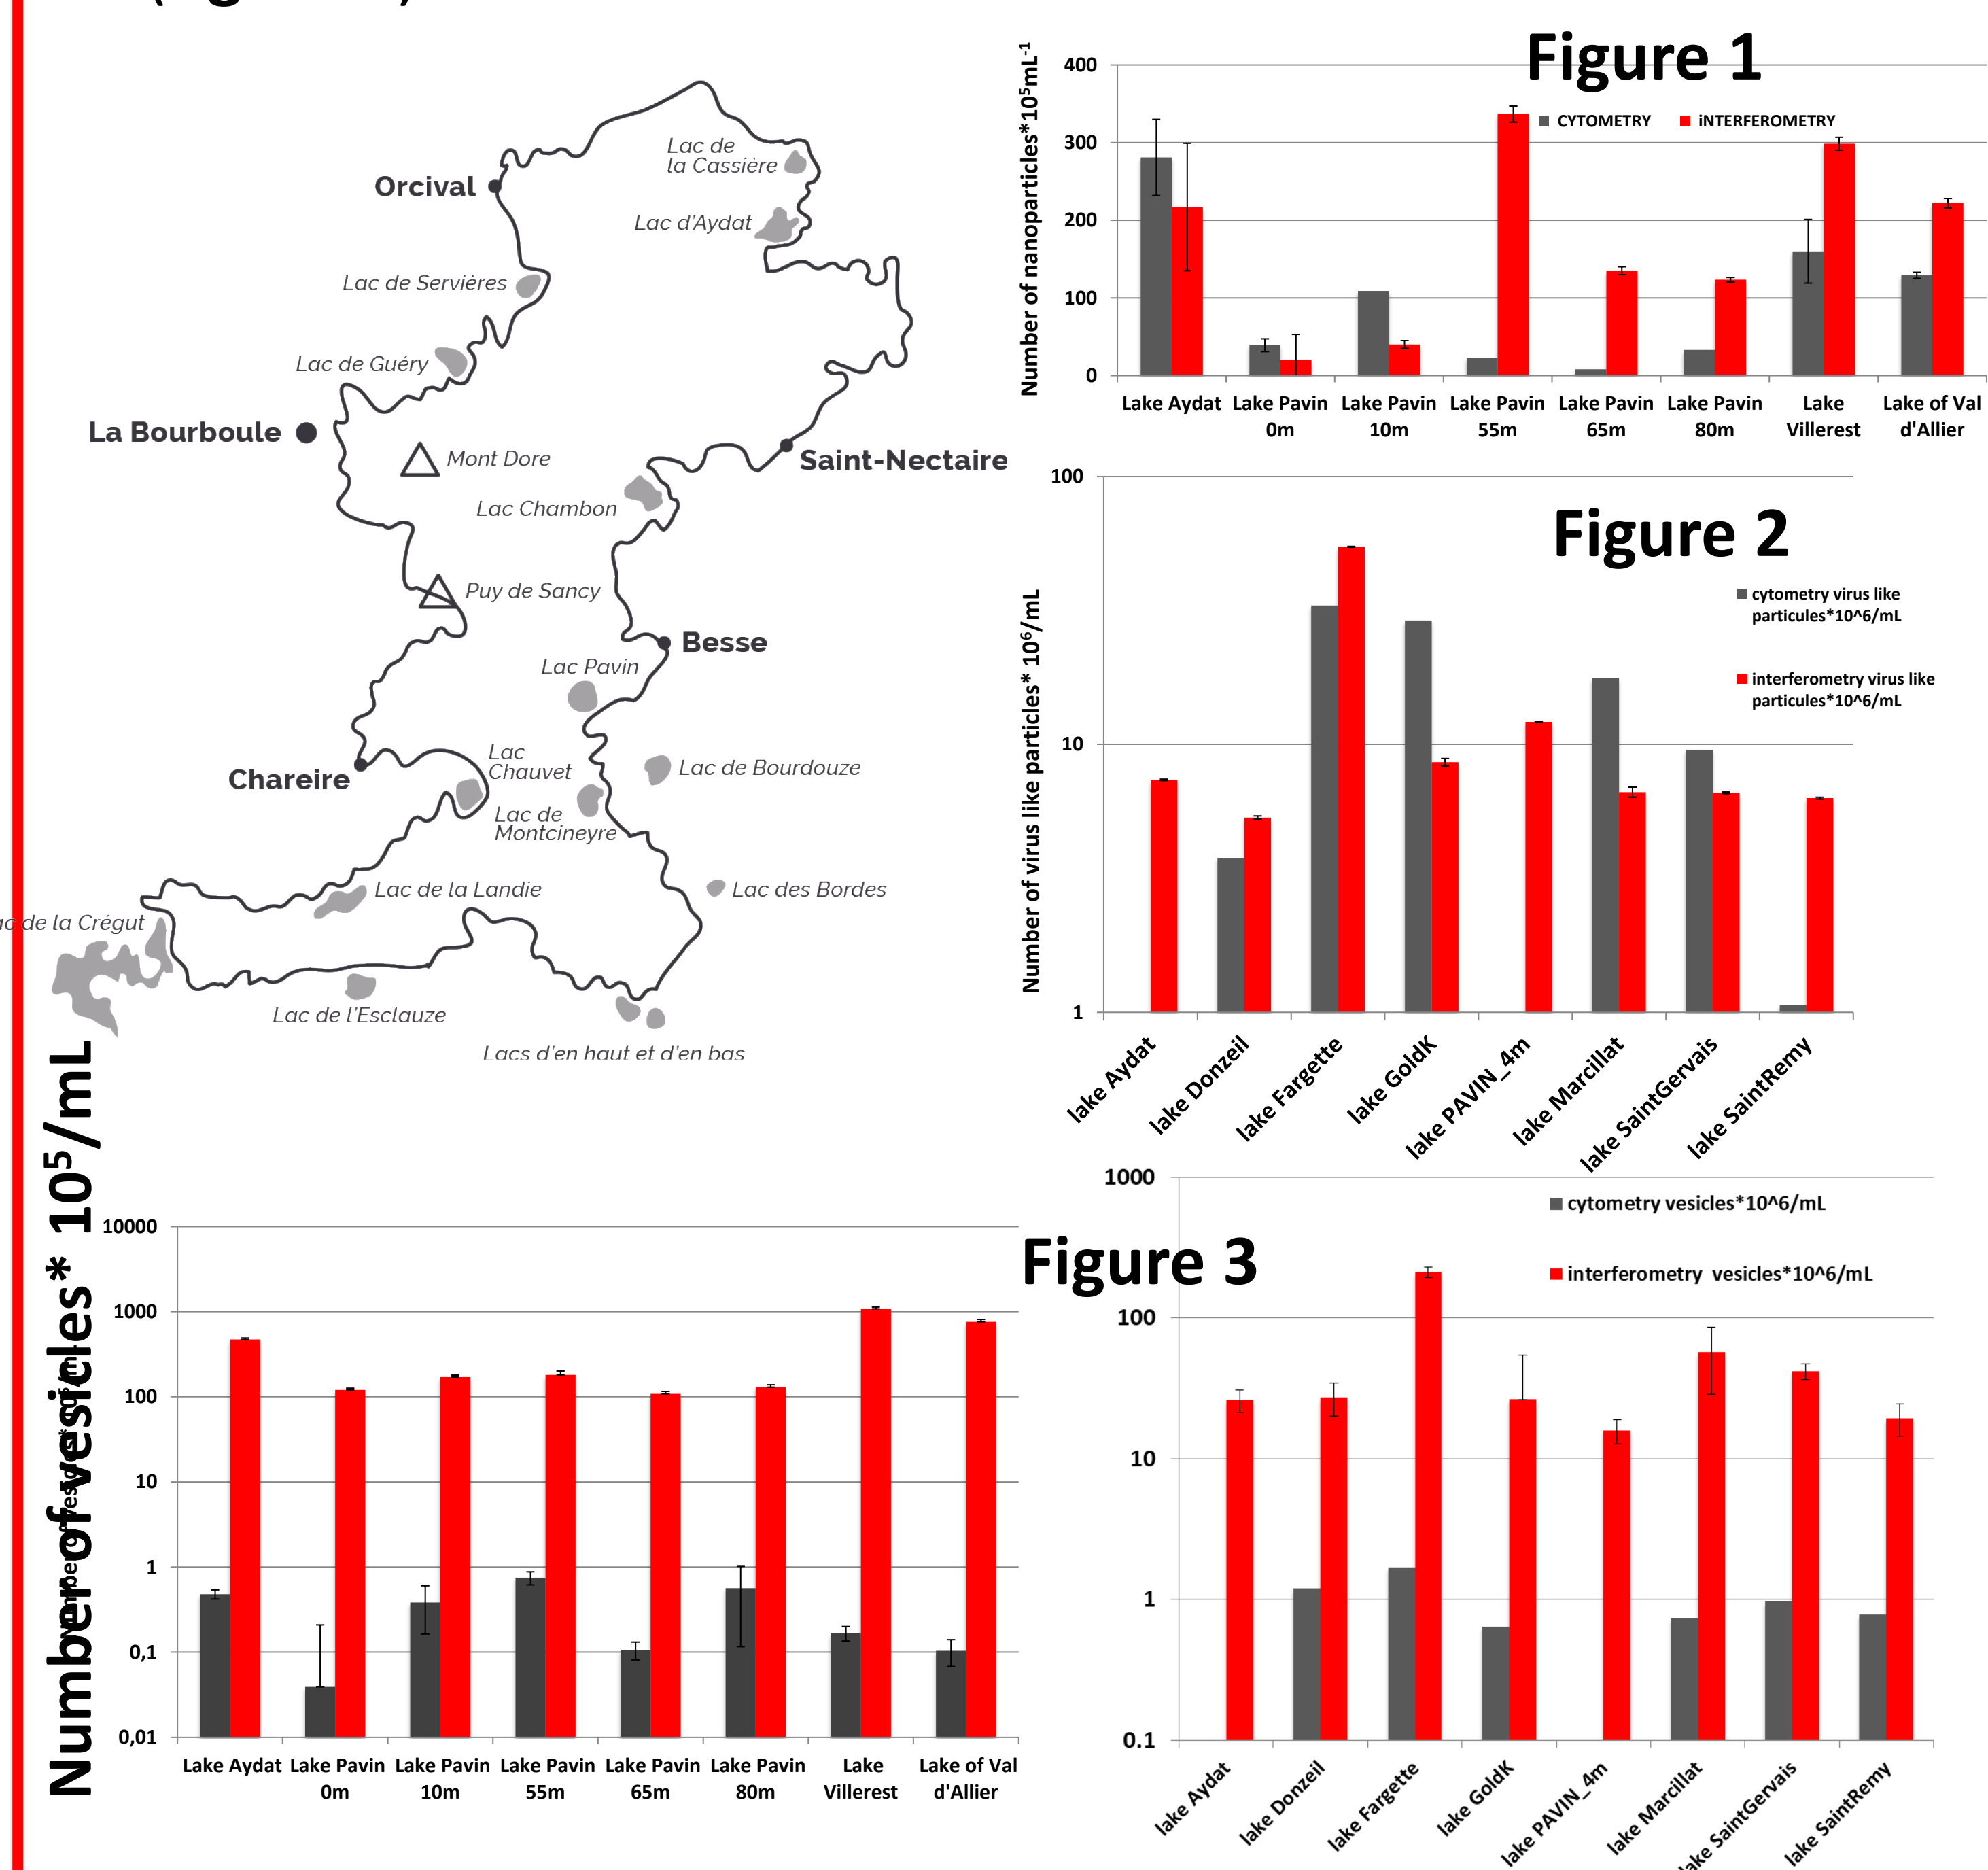 Lac de
la Cassière
Orcival
Lac d'Aydat
Lac de Servières
Lac de Guéry
La Bourboule
Mont Dore
Saint-Nectaire
Lac Chambon
Puy de Sancy
Besse
Lac Pavin
Lac
Chauvet
Lac de Bourdouze
Chareire
Lac de
Montcineyre
Lac de la Landie
Lac des Bordes
de la Crégut
Lac de l'Esclauze
Lacs d'en haut et d'en bas
Figure 1
Number of nanoparticles*10⁵mL⁻¹
CYTOMETRY
iNTERFEROMETRY
400
300
200
100
0
Lake Aydat
Lake Pavin
0m
Lake Pavin
10m
Lake Pavin
55m
Lake Pavin
65m
Lake Pavin
80m
Lake
Villerest
Lake of Val
d'Allier
Figure 2
Number of virus like particles* 10⁶/mL
cytometry virus like
particules*10^6/mL
interferometry virus like
particules*10^6/mL
100
10
1
lake Aydat
lake Donzeil
lake Fargette
lake GoldK
lake PAVIN_4m
lake Marcillat
lake SaintGervais
lake SaintRemy
Number of vesicles* 10⁵/mL
10000
1000
100
10
1
0,1
0,01
Lake Aydat
Lake Pavin
0m
Lake Pavin
10m
Lake Pavin
55m
Lake Pavin
65m
Lake Pavin
80m
Lake
Villerest
Lake of Val
d'Allier
Figure 3
cytometry vesicles*10^6/mL
interferometry vesicles*10^6/mL
1000
100
10
1
0.1
lake Aydat
lake Donzeil
lake Fargette
lake GoldK
lake PAVIN_4m
lake Marcillat
lake SaintGervais
lake SaintRemy